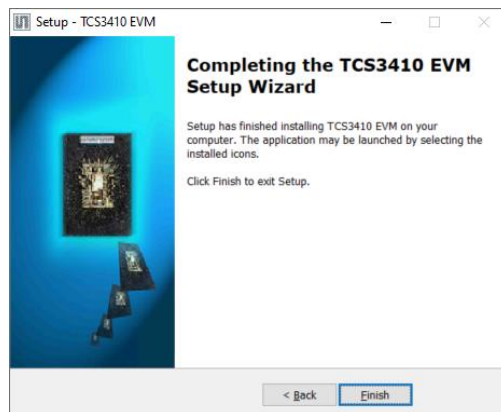 Setup - TCS3410 EVM
Completing the TCS3410 EVM
Setup Wizard
Setup has finished installing TCS3410 EVM on your
computer. The application may be launched by selecting the
installed icons.
Click Finish to exit Setup.
< Back
Finish